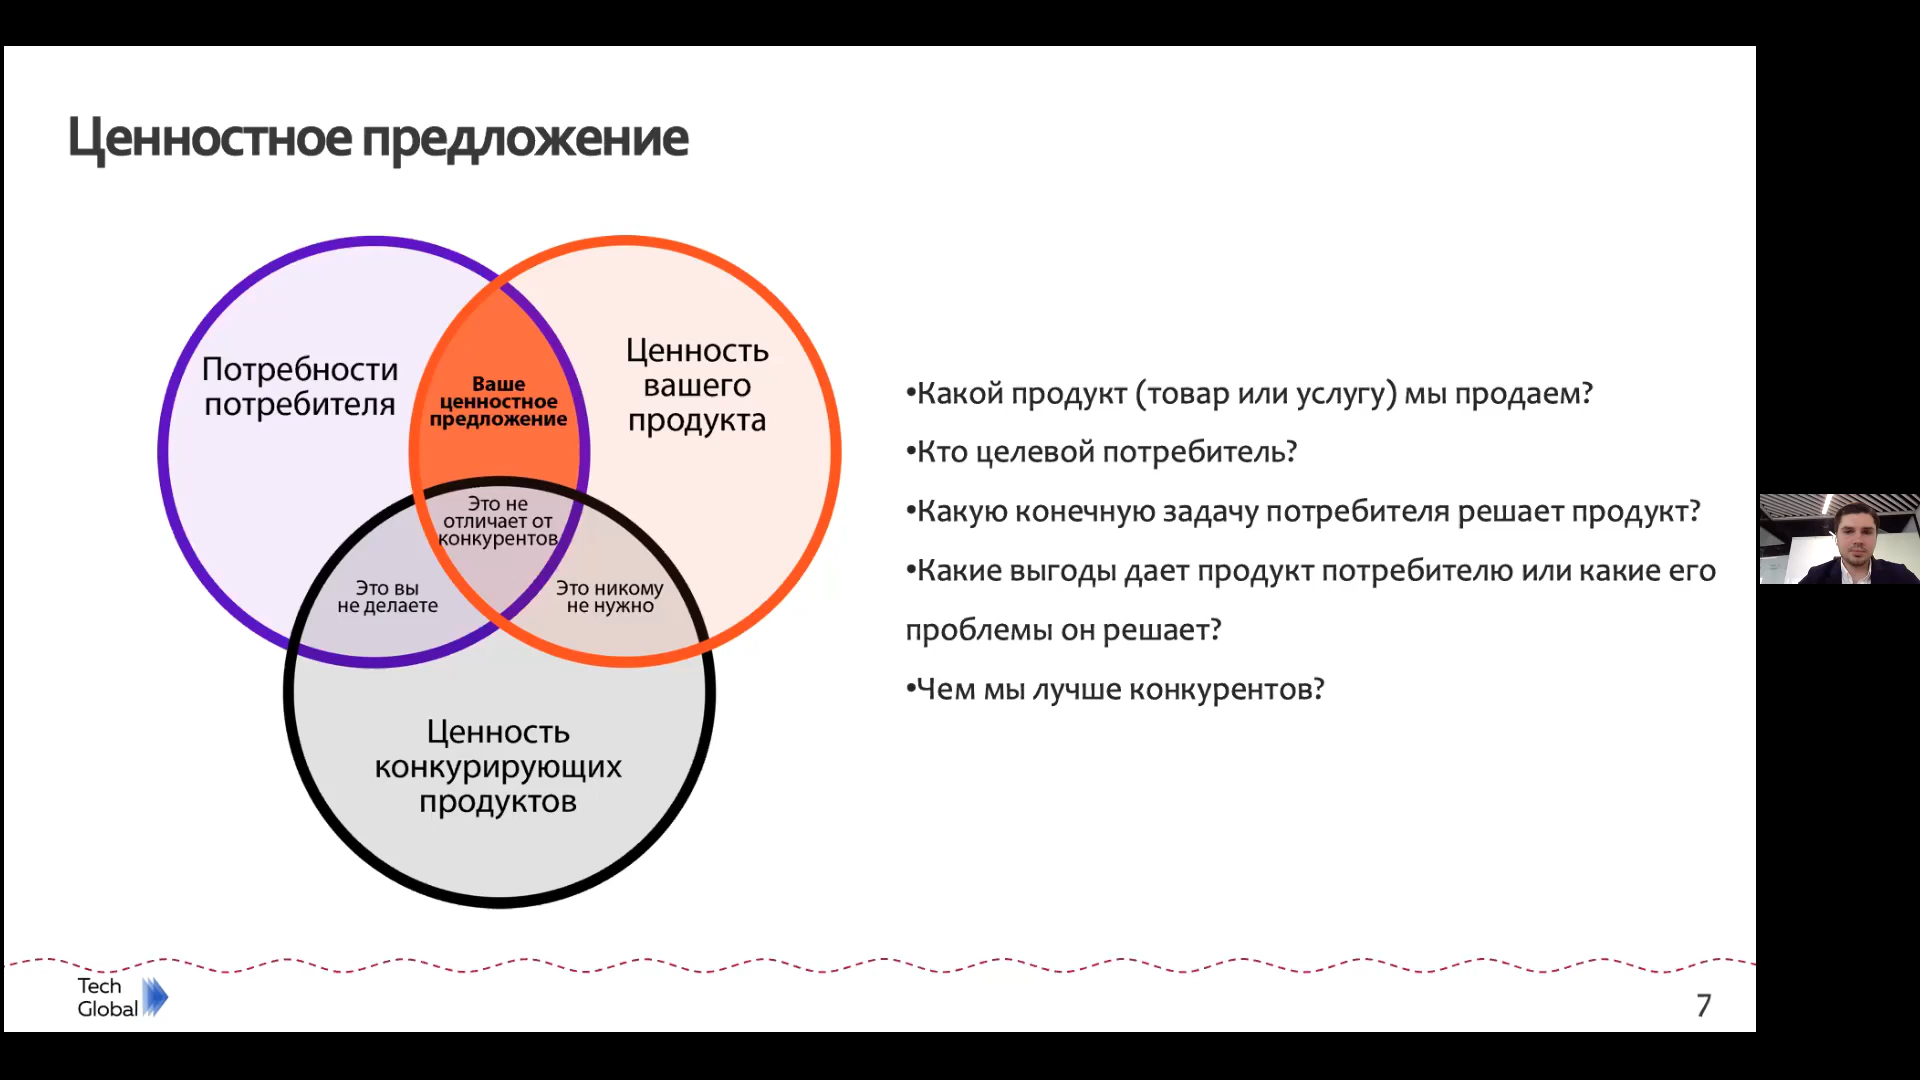 Ценностное предложение
Потребности
потребителя
Ваше
ценностное
предложение
Ценность
вашего
продукта
Это не
отличает от
конкурентов
Это вы
не делаете
Это никому
не нужно
Ценность
конкурирующих
продуктов
•Какой продукт (товар или услугу) мы продаем?
•Кто целевой потребитель?
•Какую конечную задачу потребителя решает продукт?
•Какие выгоды дает продукт потребителю или какие его
проблемы он решает?
•Чем мы лучше конкурентов?
Tech
Global
7